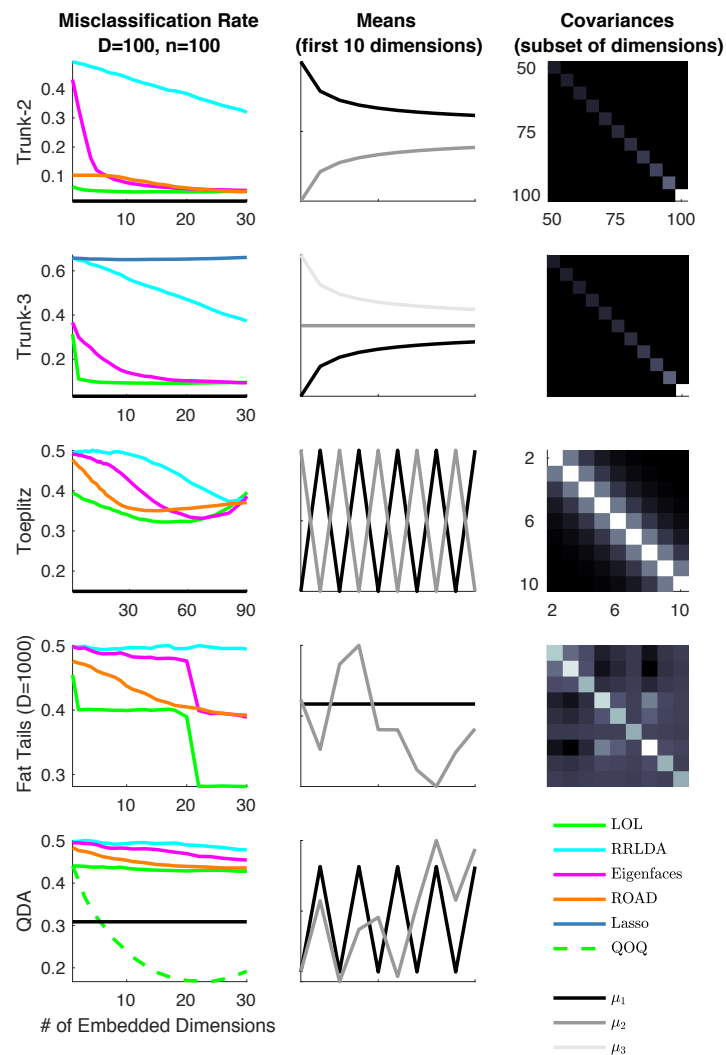 Misclassification Rate
D=100, n=100
Means
(first 10 dimensions)
Covariances
(subset of dimensions)
Trunk-2
0.4
0.3
0.2
0.1
10 20 30
50
75
100
50 75 100
Trunk-3
0.6
0.4
0.2
10 20 30
Toeplitz
0.5
0.4
0.3
0.2
30 60 90
2
6
10
2 6 10
Fat Tails (D=1000)
0.5
0.4
0.3
10 20 30
QDA
0.5
0.4
0.3
0.2
10 20 30
# of Embedded Dimensions
LOL
RRLDA
Eigenfaces
ROAD
Lasso
QOQ
μ₁
μ₂
μ₃